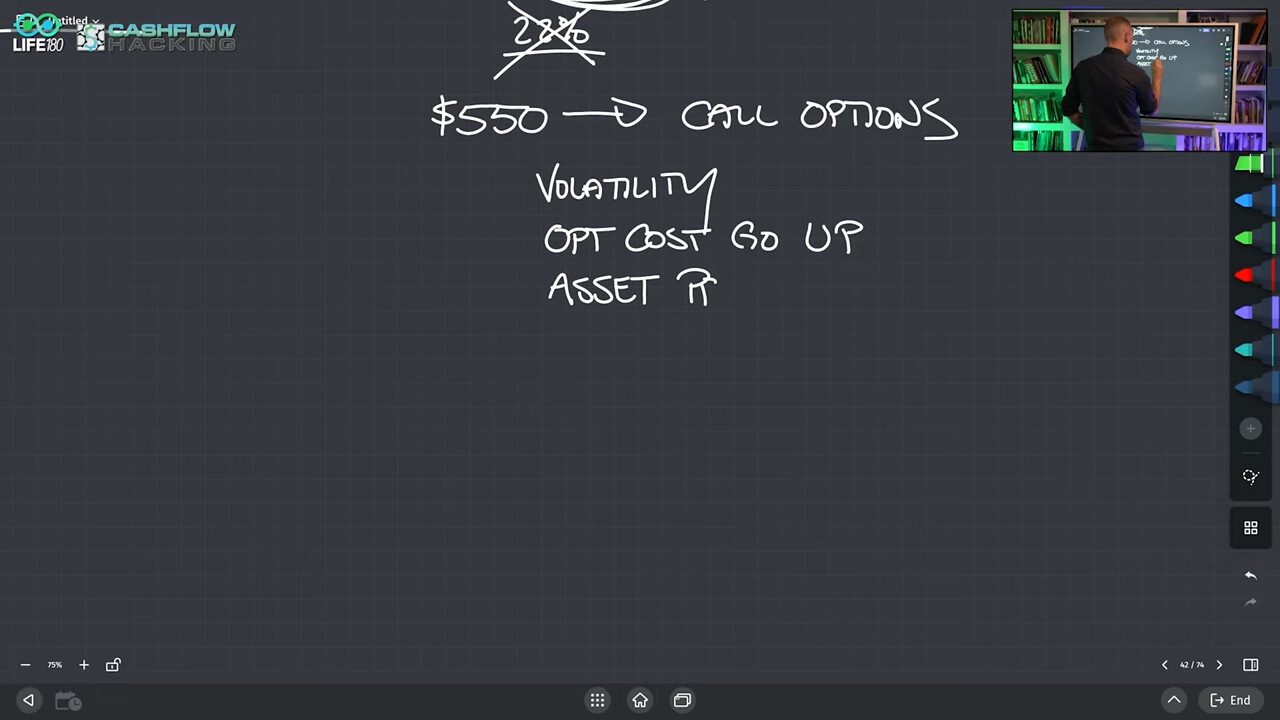 Untitled
LIFE180
CASHFLOW HACKING
28%
$550 → CALL OPTIONS
VOLATILITY
OPT COST GO UP
ASSET R
75%
42 / 74
End